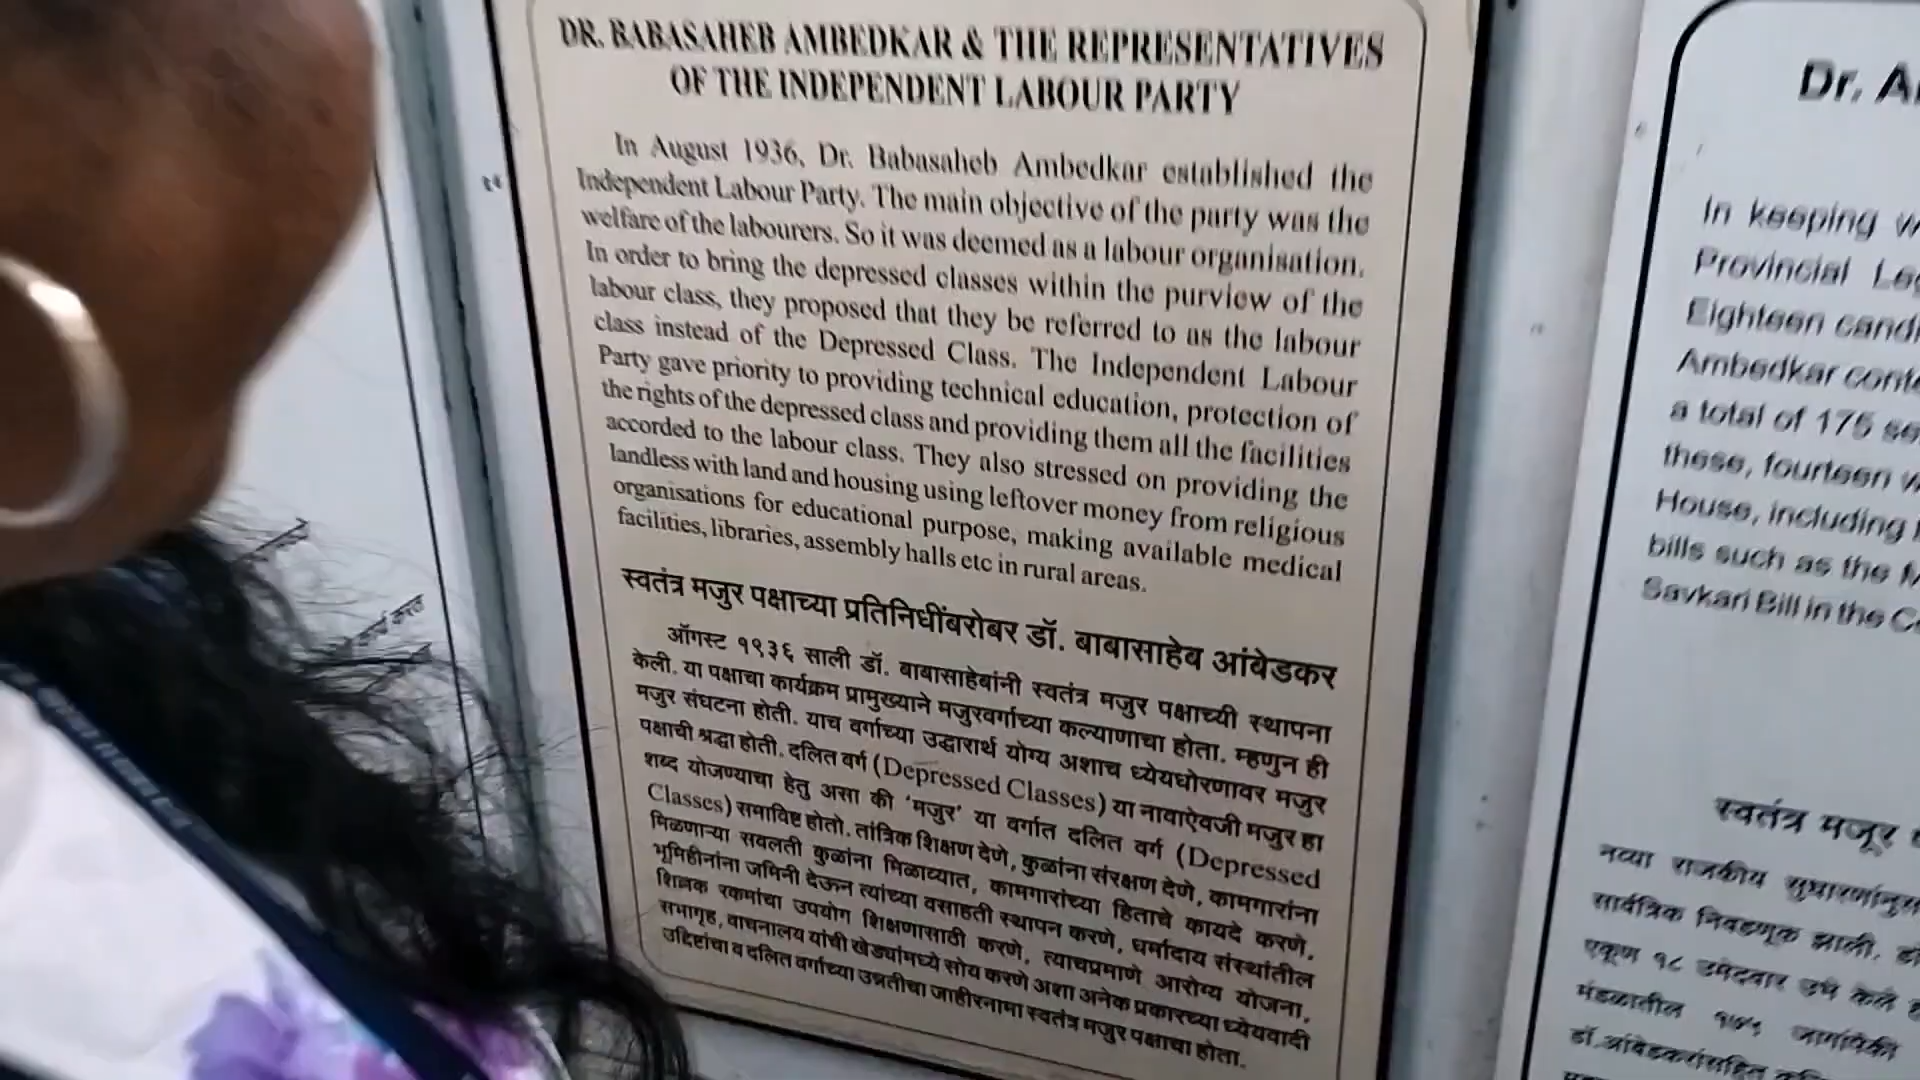 DR. BABASAHEB AMBEDKAR & THE REPRESENTATIVES
OF THE INDEPENDENT LABOUR PARTY
In August 1936, Dr. Babasaheb Ambedkar established the
Independent Labour Party. The main objective of the party was the
welfare of the labourers. So it was deemed as a labour organisation.
In order to bring the depressed classes within the purview of the
labour class, they proposed that they be referred to as the labour
class instead of the Depressed Class. The Independent Labour
Party gave priority to providing technical education, protection of
the rights of the depressed class and providing them all the facilities
accorded to the labour class. They also stressed on providing the
landless with land and housing using leftover money from religious
organisations for educational purpose, making available medical
facilities, libraries, assembly halls etc in rural areas.
स्वतंत्र मजुर पक्षाच्या प्रतिनिधींबरोबर डॉ. बाबासाहेब आंबेडकर
ऑगस्ट १९३६ साली डॉ. बाबासाहेबांनी स्वतंत्र मजुर पक्षाच्यी स्थापना
केली. या पक्षाचा कार्यक्रम प्रामुख्याने मजुरवर्गाच्या कल्याणाचा होता. म्हणुन ही
मजुर संघटना होती. याच वर्गाच्या उद्धारार्थ योग्य अशाच ध्येयधोरणावर मजुर
पक्षाची श्रद्धा होती. दलित वर्ग (Depressed Classes) या नावाऐवजी मजुर हा
शब्द योजण्याचा हेतु असा की 'मजुर' या वर्गात दलित वर्ग (Depressed
Classes) समाविष्ट होतो. तांत्रिक शिक्षण देणे, कुळांना संरक्षण देणे, कामगारांना
मिळणाऱ्या सवलती कुळांना मिळाव्यात, कामगारांच्या हिताचे कायदे करणे,
भूमिहीनांना जमिनी देऊन त्यांच्या वसाहती स्थापन करणे, धर्मादाय संस्थांतील
शिल्लक रकमांचा उपयोग शिक्षणासाठी करणे, त्याचप्रमाणे आरोग्य योजना,
सभागृह, वाचनालय यांची खेड्यांमध्ये सोय करणे अशा अनेक प्रकारच्या ध्येयवादी
उद्दिष्टांचा व दलित वर्गाच्या उन्नतीचा जाहीरनामा स्वतंत्र मजुर पक्षाचा होता.
Dr.
In keeping
Provincial
Eighteen
Ambedkar
a total of 175
these, fourteen
House, including
bills such as the
Savkari Bill in the
स्वतंत्र मजूर
नव्या राजकीय
सार्वत्रिक निवडणूक झाली.
एकूण १८ उमेदवार उभे केले
मंडळातील १७५ जागांपैकी